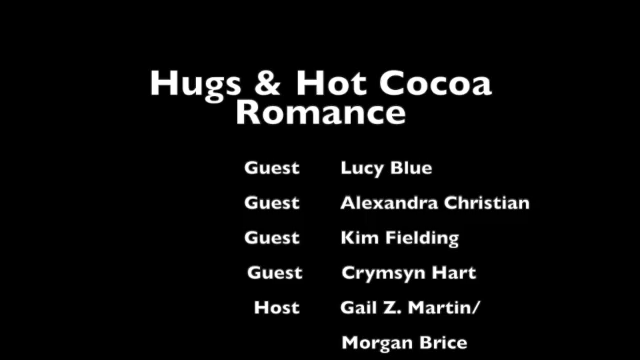 Hugs & Hot Cocoa
Romance
Guest Lucy Blue
Guest Alexandra Christian
Guest Kim Fielding
Guest Crymsyn Hart
Host Gail Z. Martin/
Morgan Brice